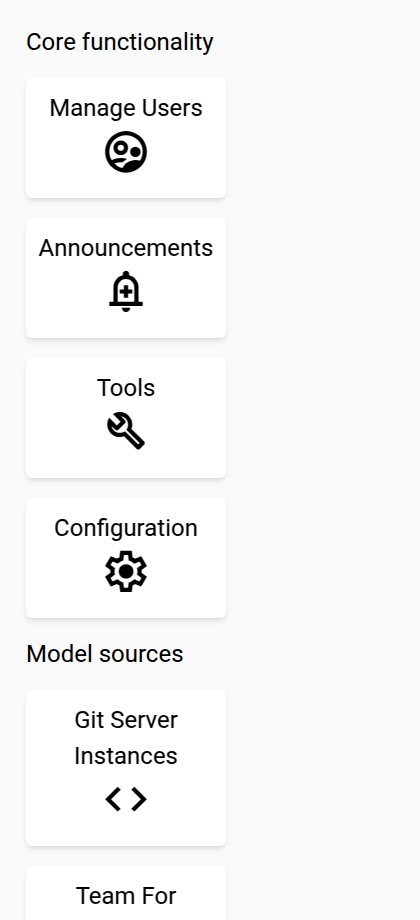 Core functionality
Manage Users
Announcements
Tools
Configuration
Model sources
Git Server
Instances
Team For